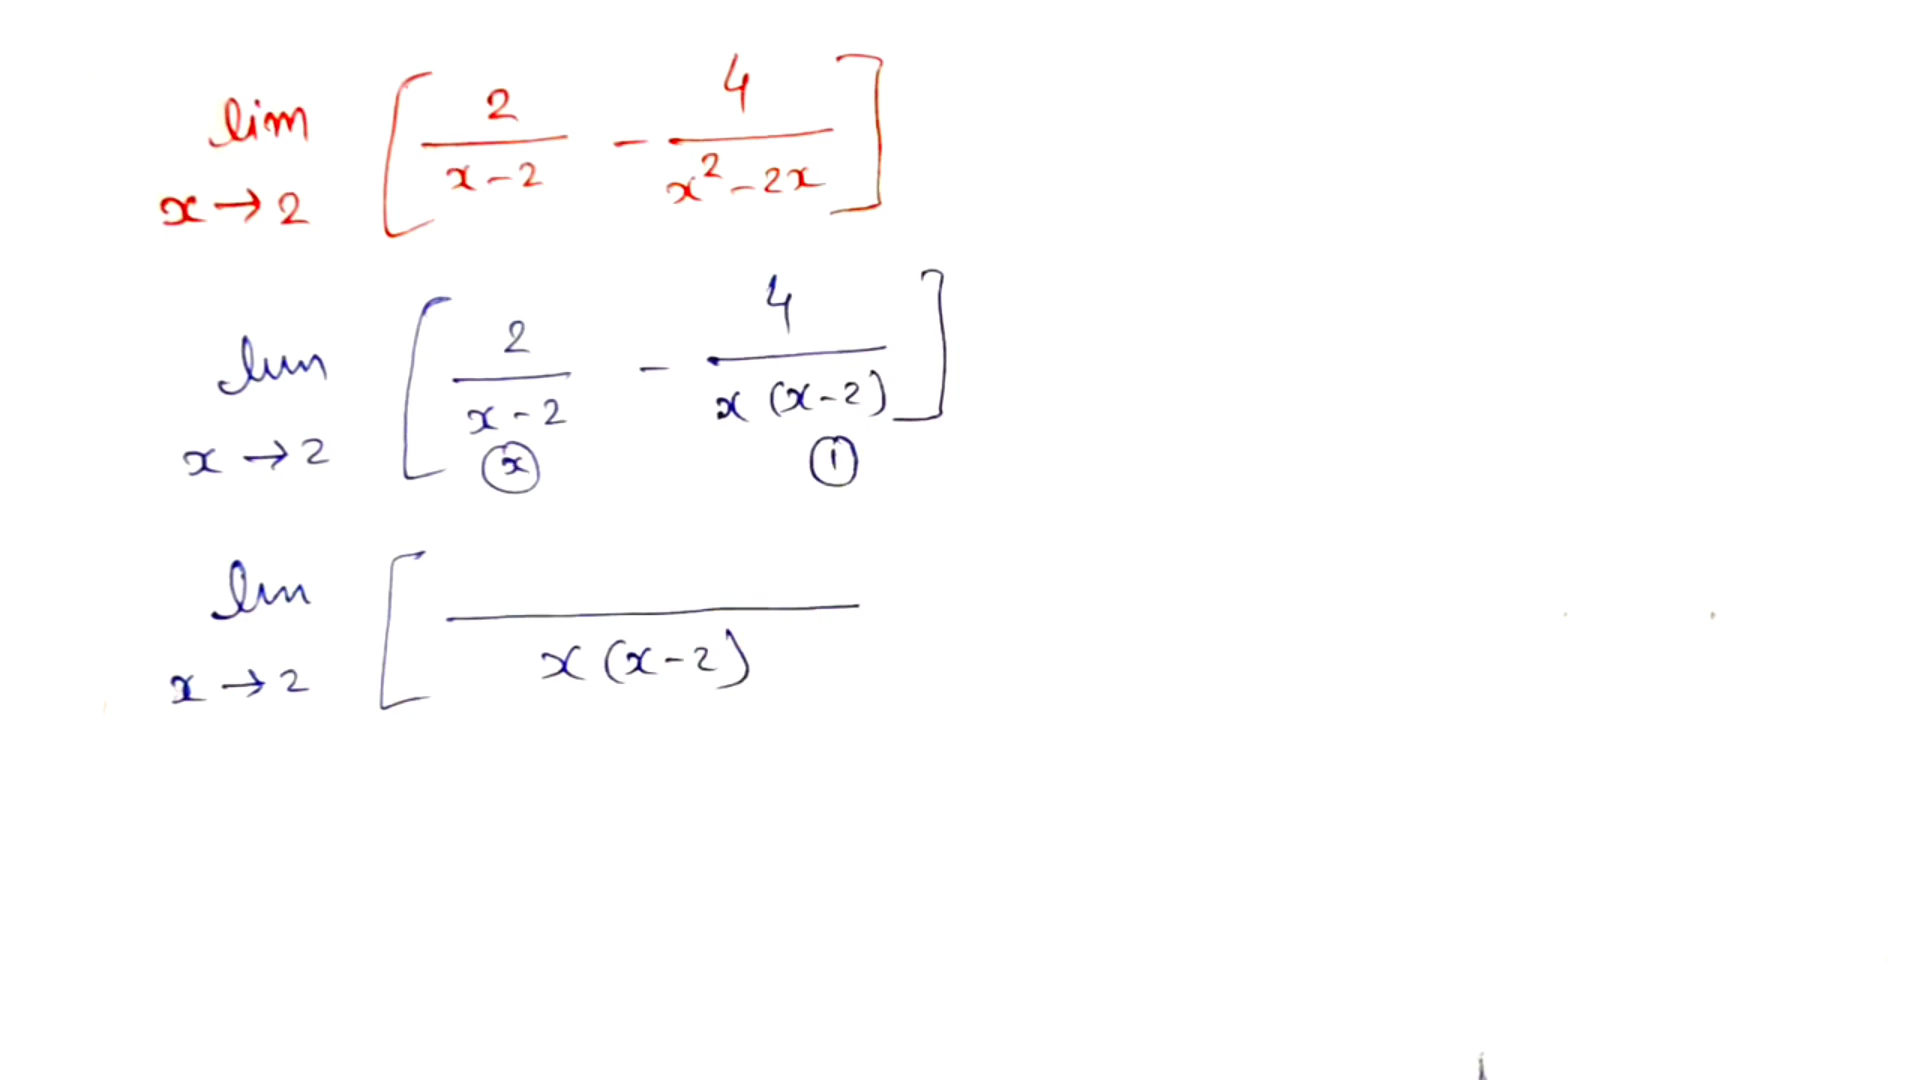 lim x→2 [ 2/(x-2) - 4/(x²-2x) ]
lim x→2 [ 2/(x-2) - 4/(x(x-2)) ]
x 1
lim x→2 [ /(x(x-2))